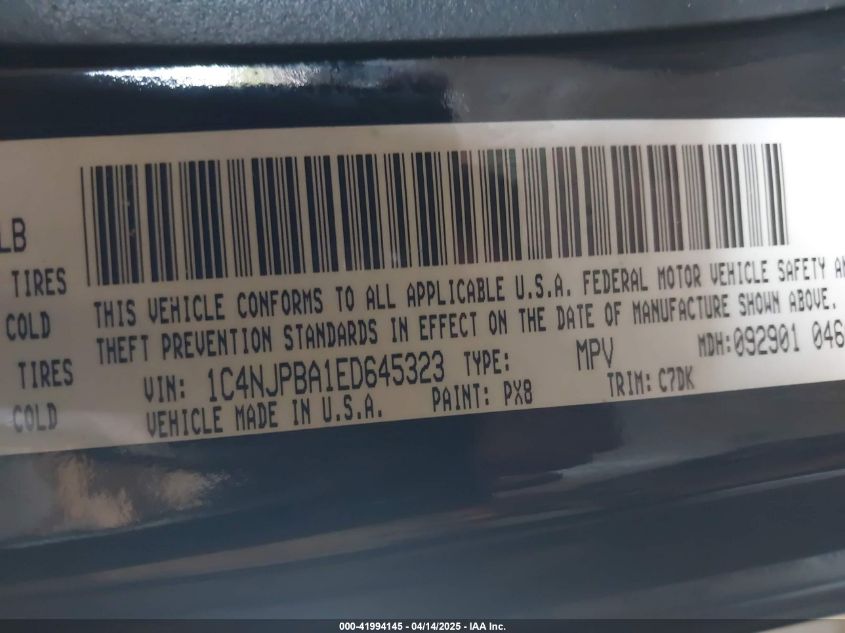 LB
TIRES
COLD
TIRES
COLD
THIS VEHICLE CONFORMS TO ALL APPLICABLE U.S.A. FEDERAL MOTOR VEHICLE SAFETY
THEFT PREVENTION STANDARDS IN EFFECT ON THE DATE OF MANUFACTURE SHOWN ABOVE.
VIN: 1C4NJPBA1ED645323 TYPE: MPV MDH: 092901 046
VEHICLE MADE IN U.S.A. PAINT: PX8 TRIM: C7DK
000-41994145 - 04/14/2025 - IAA Inc.